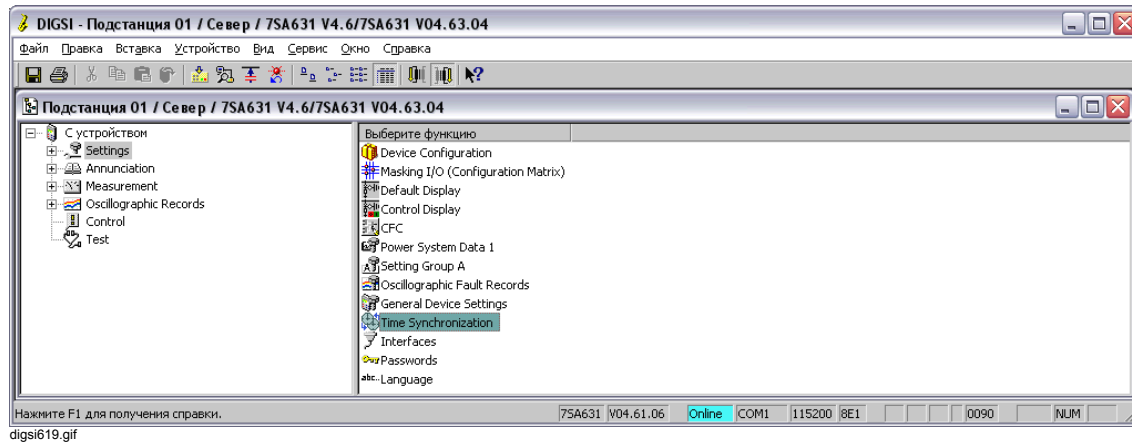 DIGSI - Подстанция 01 / Север / 7SA631 V4.6/7SA631 V04.63.04
Файл Правка Вставка Устройство Вид Сервис Окно Справка
Подстанция 01 / Север / 7SA631 V4.6/7SA631 V04.63.04
С устройством
Settings
Annunciation
Measurement
Oscillographic Records
Control
Test
Выберите функцию
Device Configuration
Masking I/O (Configuration Matrix)
Default Display
Control Display
CFC
Power System Data 1
Setting Group A
Oscillographic Fault Records
General Device Settings
Time Synchronization
Interfaces
Passwords
abc.. Language
Нажмите F1 для получения справки. 7SA631 V04.61.06 Online COM1 115200 8E1 0090 NUM
digsi619.gif